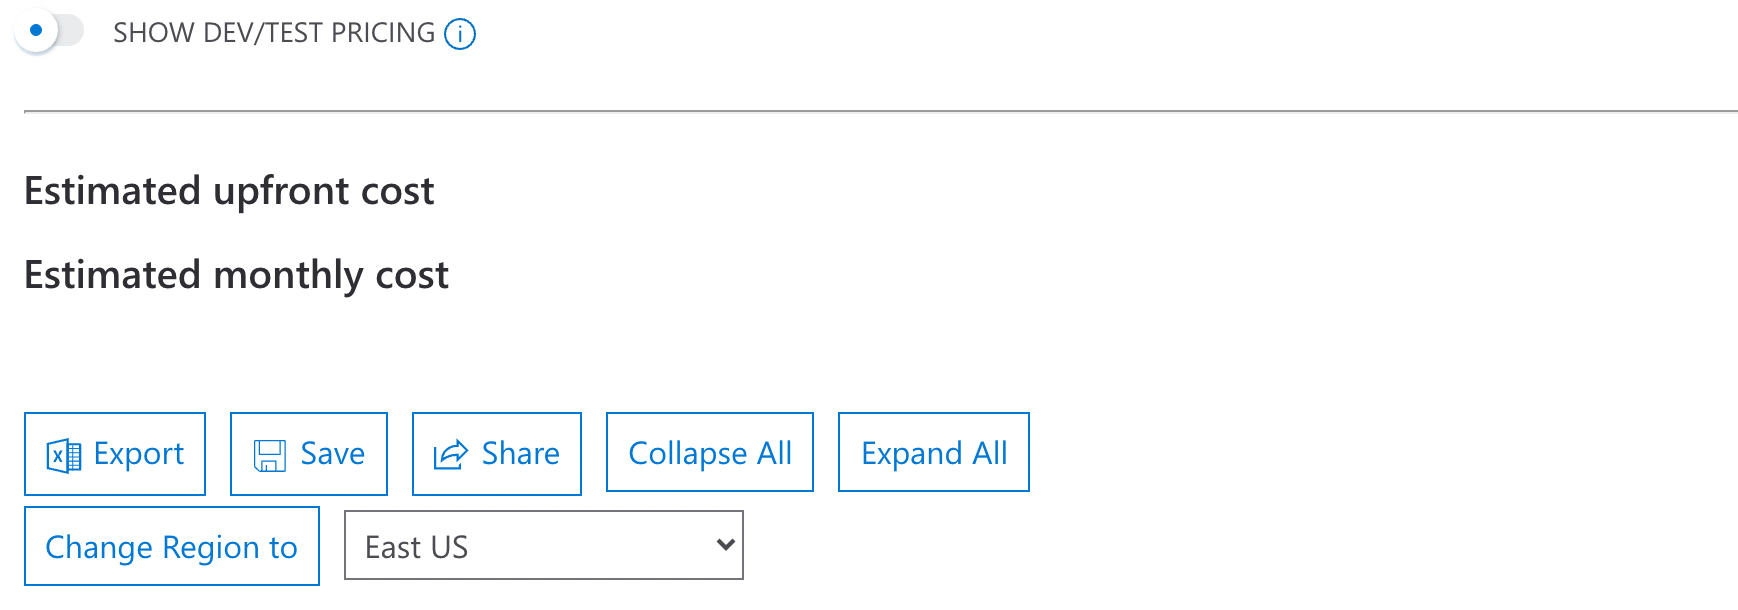 SHOW DEV/TEST PRICING
Estimated upfront cost
Estimated monthly cost
Export Save Share Collapse All Expand All
Change Region to East US